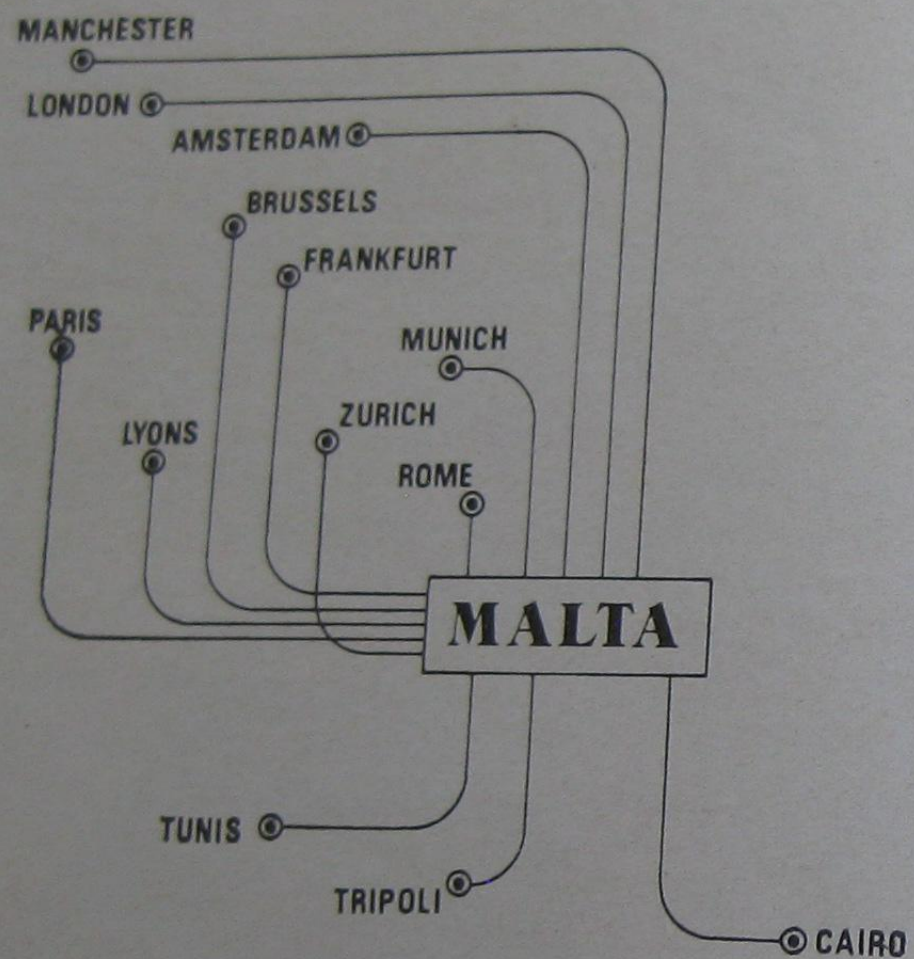 MANCHESTER
LONDON
AMSTERDAM
BRUSSELS
FRANKFURT
PARIS
MUNICH
ZURICH
LYONS
ROME
MALTA
TUNIS
TRIPOLI
CAIRO